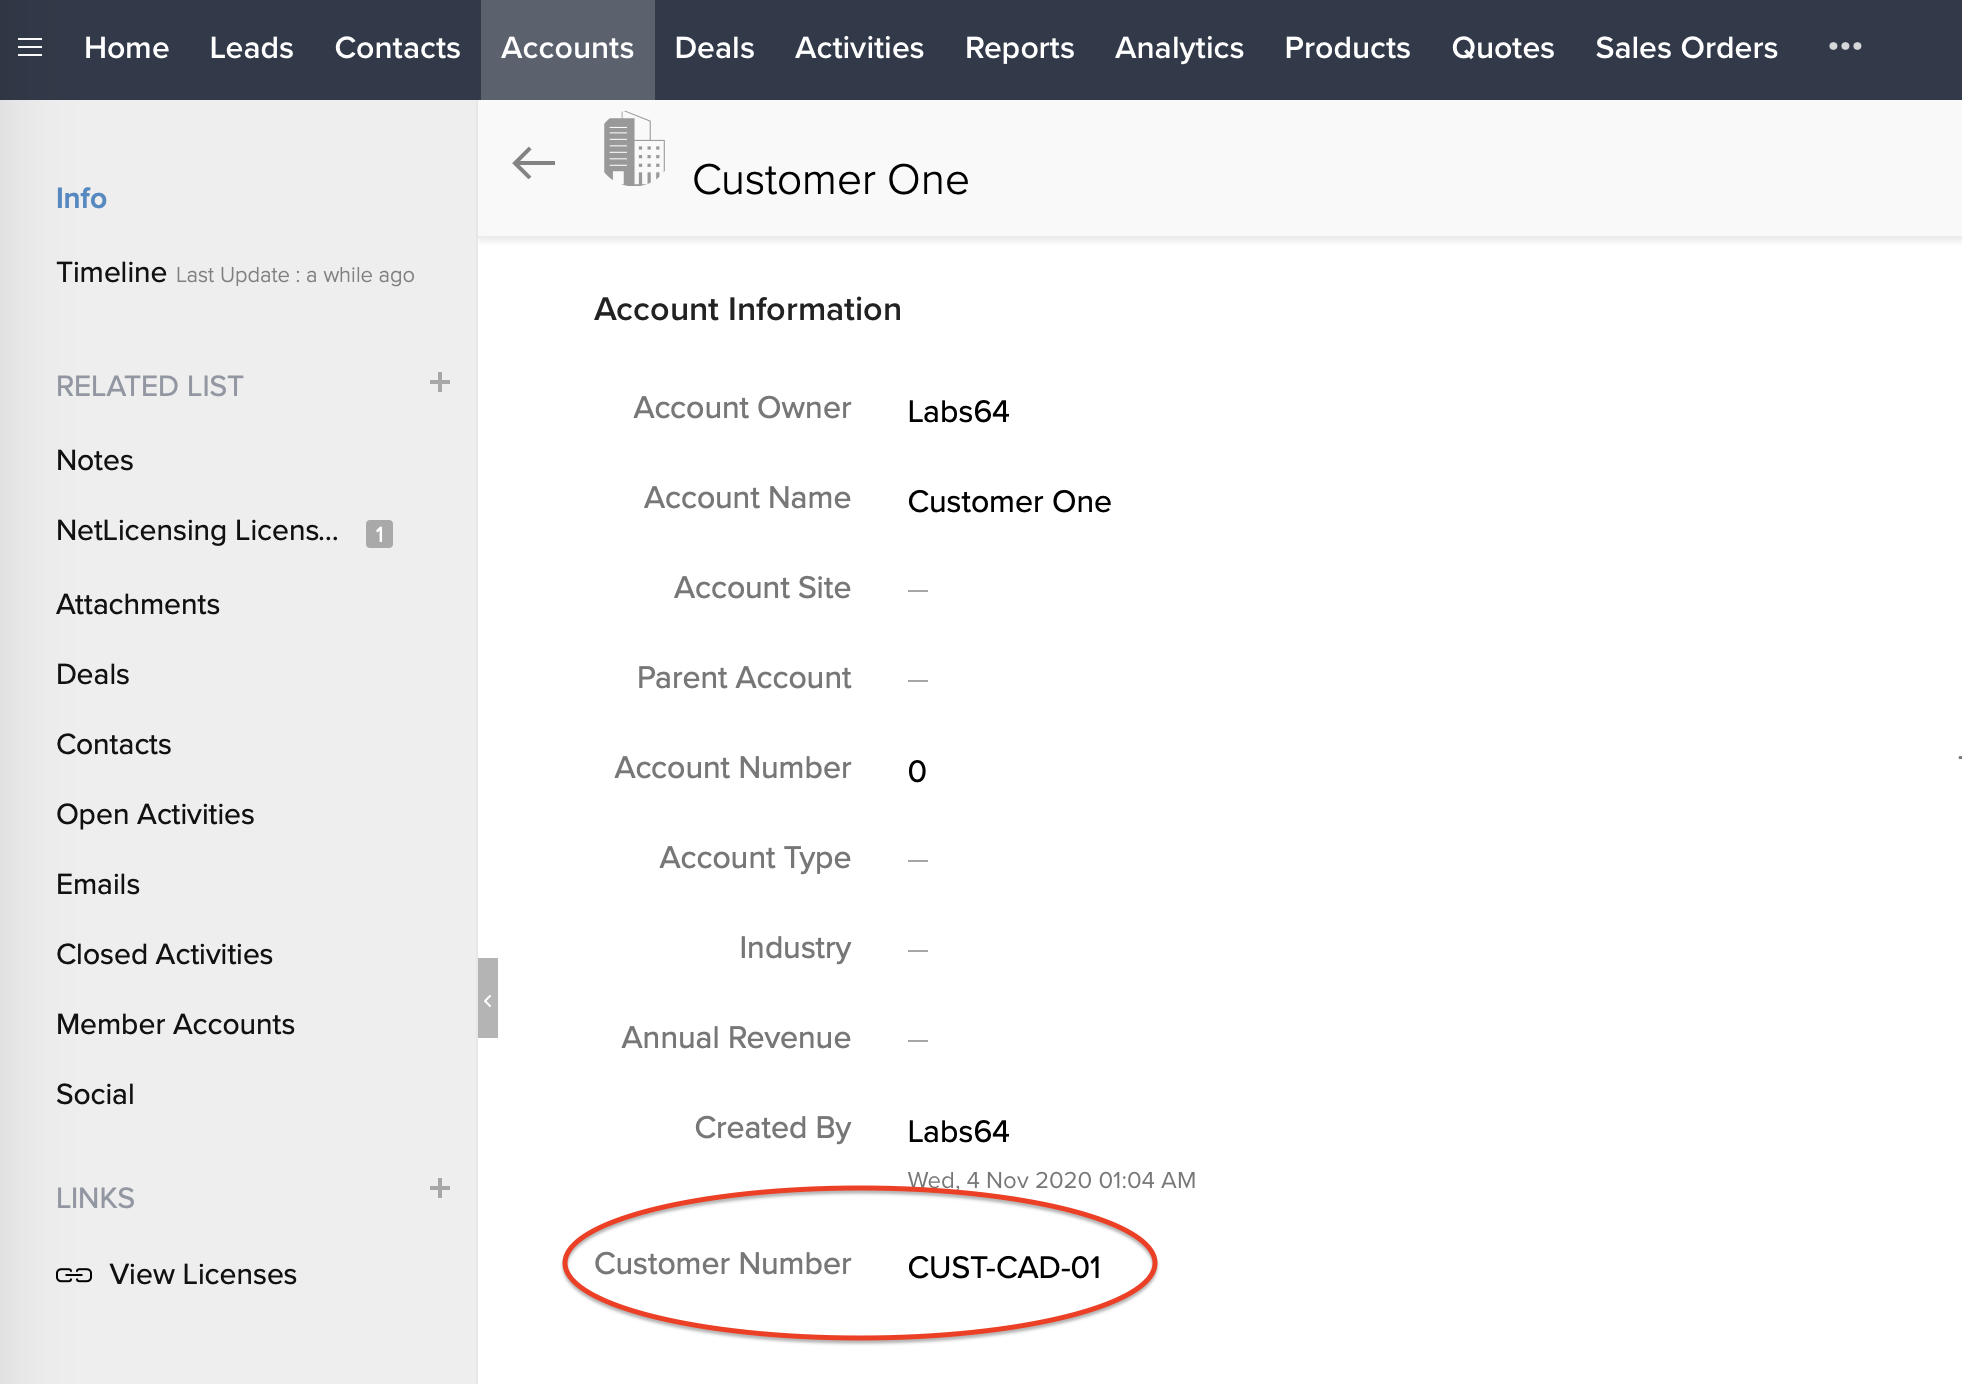 Home Leads Contacts Accounts Deals Activities Reports Analytics Products Quotes Sales Orders •••
Customer One
Info
Timeline Last Update : a while ago
RELATED LIST +
Notes
NetLicensing Licens... 1
Attachments
Deals
Contacts
Open Activities
Emails
Closed Activities
Member Accounts
Social
LINKS +
View Licenses
Account Information
Account Owner Labs64
Account Name Customer One
Account Site —
Parent Account —
Account Number 0
Account Type —
Industry —
Annual Revenue —
Created By Labs64
Wed, 4 Nov 2020 01:04 AM
Customer Number CUST-CAD-01